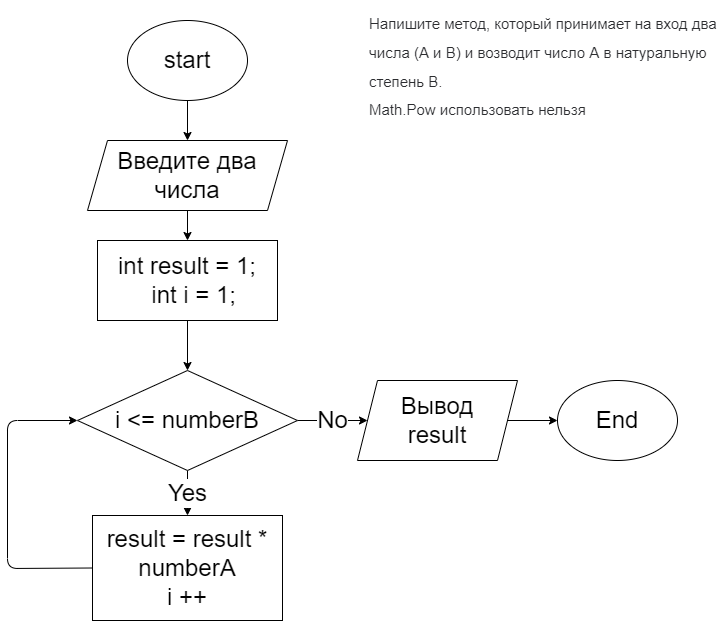 Напишите метод, который принимает на вход два
числа (A и B) и возводит число A в натуральную
степень B.
Math.Pow использовать нельзя
start
Введите два
числа
int result = 1;
int i = 1;
i <= numberB
No
Вывод
result
End
Yes
result = result *
numberA
i ++